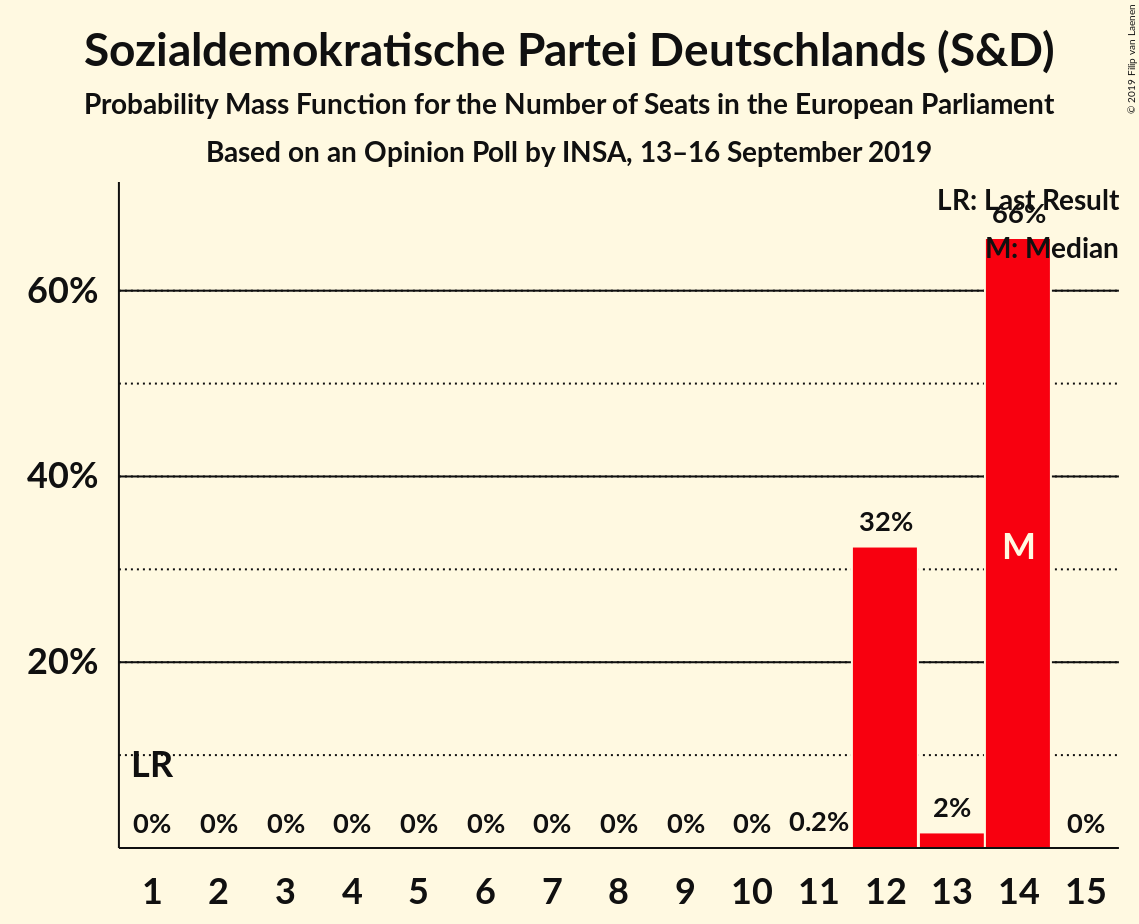 Sozialdemokratische Partei Deutschlands (S&D)
Probability Mass Function for the Number of Seats in the European Parliament
Based on an Opinion Poll by INSA, 13–16 September 2019
© 2019 Filip van Laenen
LR: Last Result
66%
M: Median
60%
40%
32%
M
20%
LR
2%
0% 0% 0% 0% 0% 0% 0% 0% 0% 0% 0.2% 0%
1 2 3 4 5 6 7 8 9 10 11 12 13 14 15